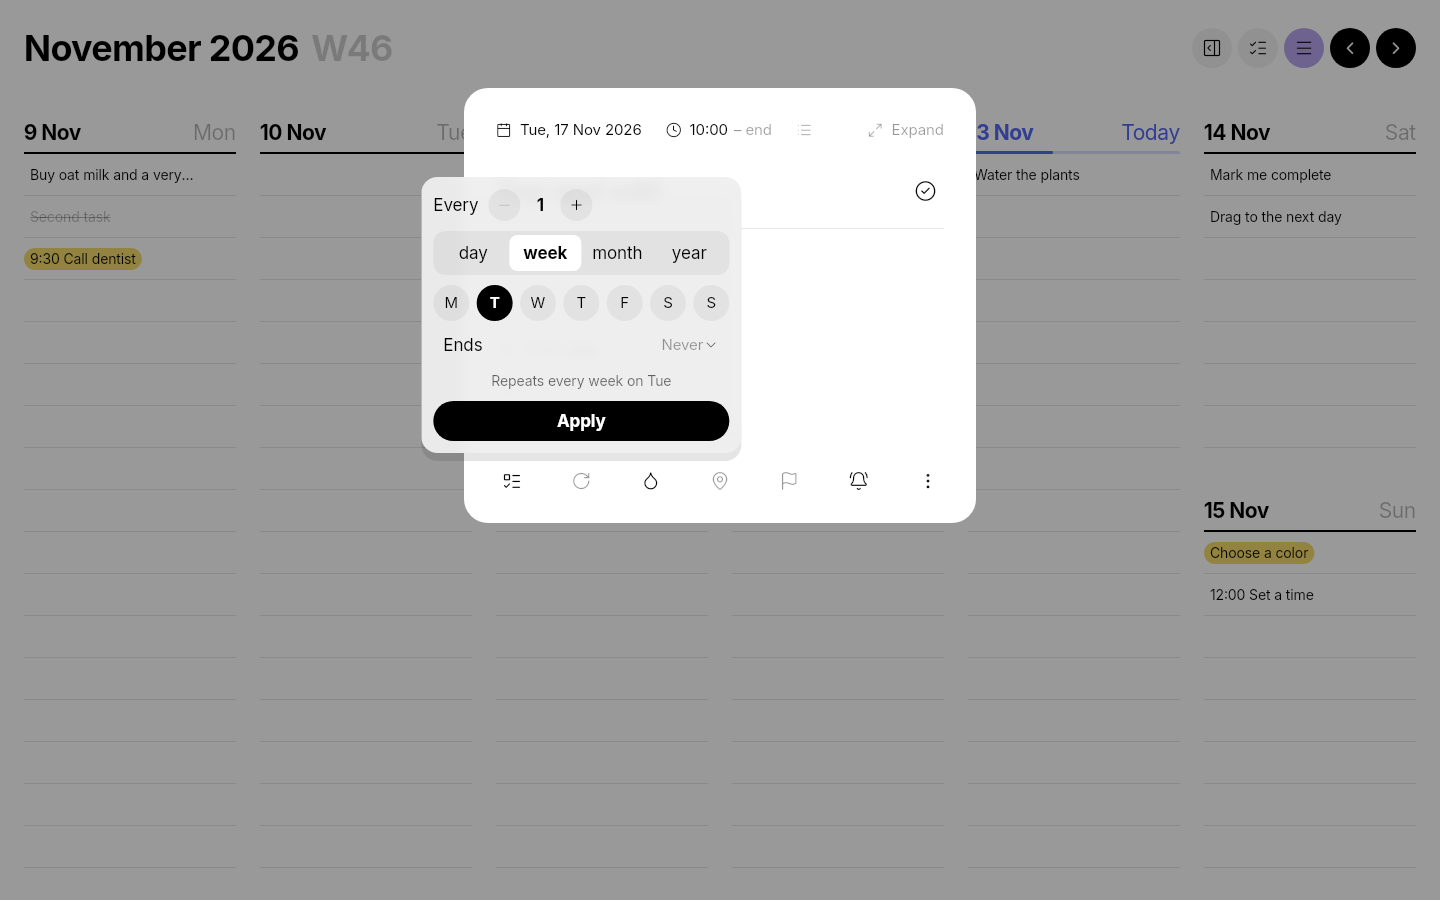 November 2026 W46
Tue, 17 Nov 2026 10:00 – end Expand
9 Nov Mon
Buy oat milk and a very...
Second task
9:30 Call dentist
10 Nov Tue
Every 1
day week month year
M T W T F S S
Ends Never
Repeats every week on Tue
Apply
3 Nov Today
Water the plants
14 Nov Sat
Mark me complete
Drag to the next day
15 Nov Sun
Choose a color
12:00 Set a time